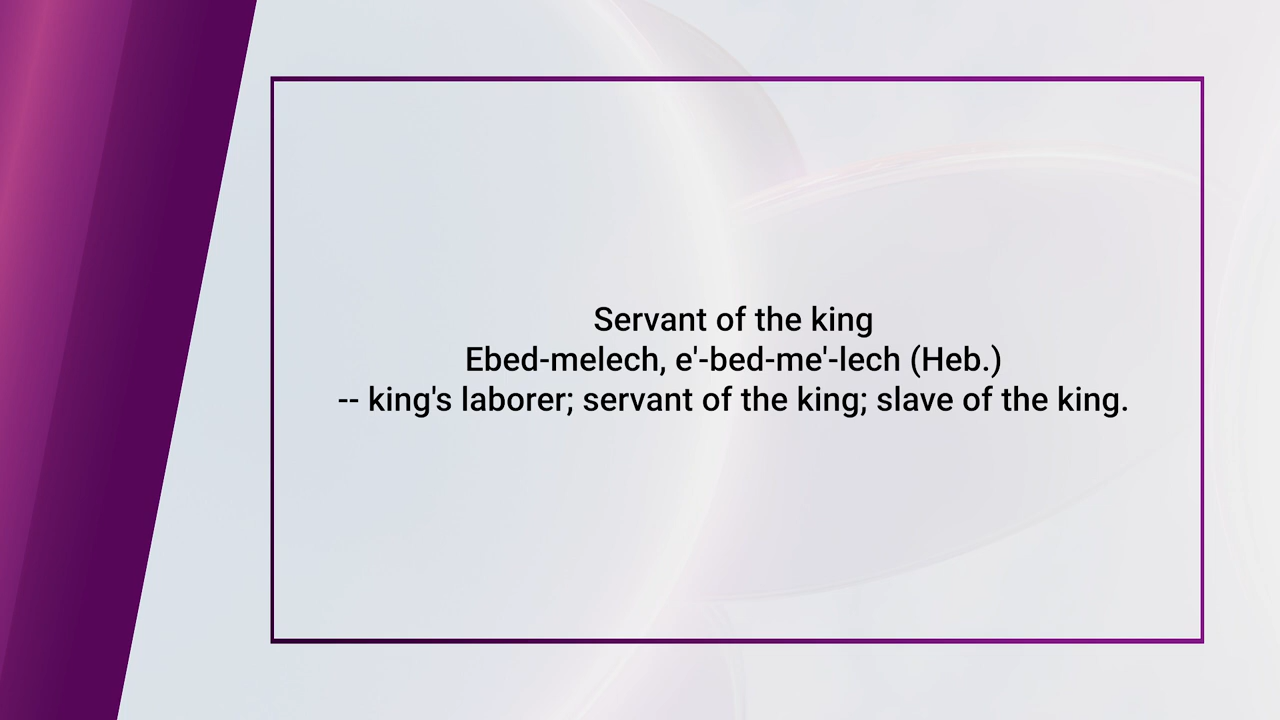 Servant of the king
Ebed-melech, e'-bed-me'-lech (Heb.)
-- king's laborer; servant of the king; slave of the king.